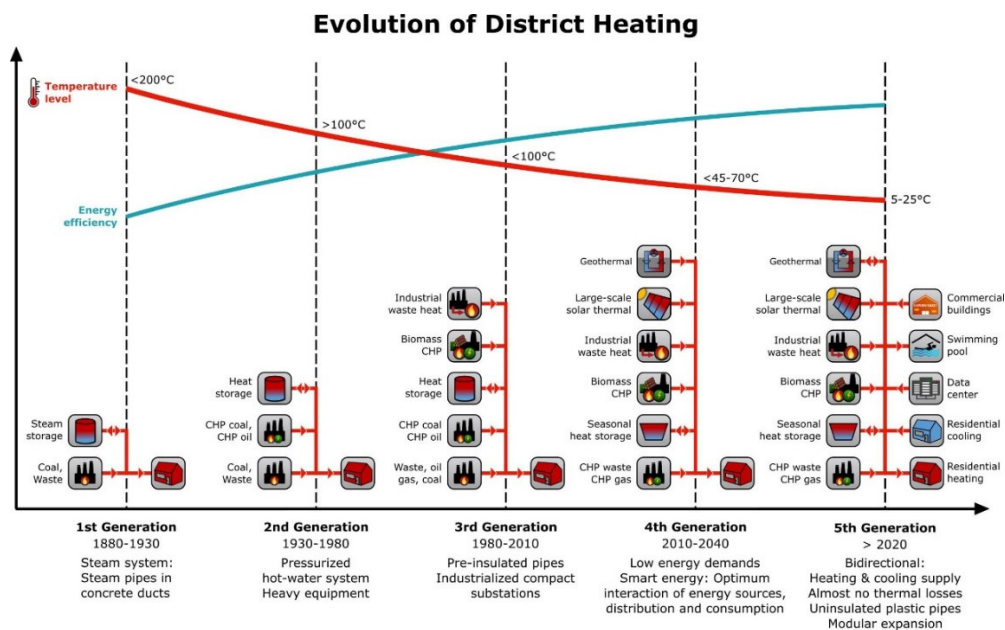 Evolution of District Heating
Temperature
level
<200°C
>100°C
<100°C
<45-70°C
5-25°C
Energy
efficiency
Steam
storage
Coal,
Waste
Heat
storage
CHP coal,
CHP oil
Coal,
Waste
Industrial
waste heat
Biomass
CHP
Heat
storage
CHP coal
CHP oil
Waste, oil
gas, coal
Geothermal
Large-scale
solar thermal
Industrial
waste heat
Biomass
CHP
Seasonal
heat storage
CHP waste
CHP gas
Geothermal
Large-scale
solar thermal
Industrial
waste heat
Biomass
CHP
Seasonal
heat storage
CHP waste
CHP gas
Commercial
buildings
Swimming
pool
Data
center
Residential
cooling
Residential
heating
1st Generation
1880-1930
Steam system:
Steam pipes in
concrete ducts
2nd Generation
1930-1980
Pressurized
hot-water system
Heavy equipment
3rd Generation
1980-2010
Pre-insulated pipes
Industrialized compact
substations
4th Generation
2010-2040
Low energy demands
Smart energy: Optimum
interaction of energy sources,
distribution and consumption
5th Generation
> 2020
Bidirectional:
Heating & cooling supply
Almost no thermal losses
Uninsulated plastic pipes
Modular expansion